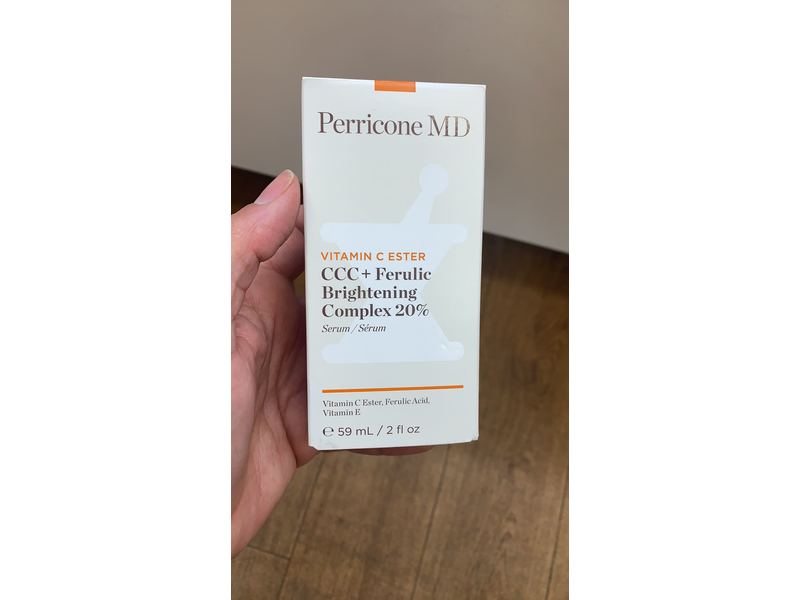 Perricone MD
VITAMIN C ESTER
CCC + Ferulic
Brightening
Complex 20%
Serum / Sérum
Vitamin C Ester, Ferulic Acid,
Vitamin E
℮ 59 mL / 2 fl oz